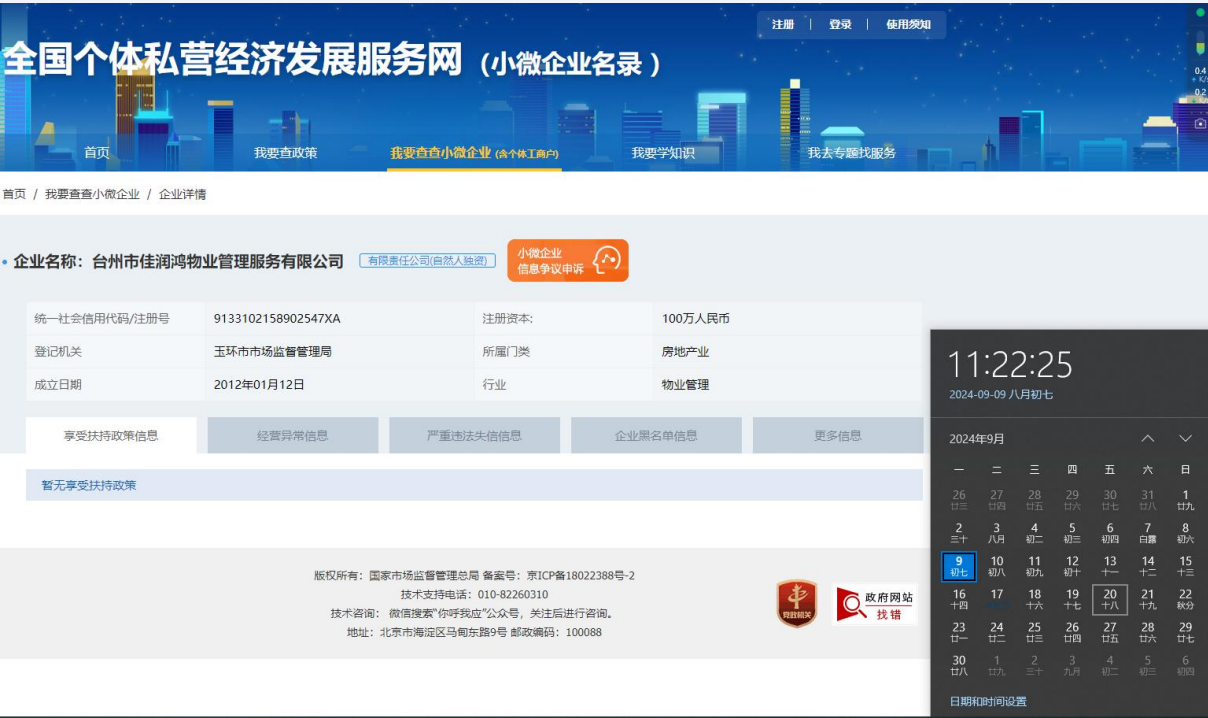 注册 | 登录 | 使用须知
全国个体私营经济发展服务网 (小微企业名录)
首页 我要查政策 我要查查小微企业 (含个体工商户) 我要学知识 我去专题找服务
首页 / 我要查查小微企业 / 企业详情
企业名称：台州市佳润鸿物业管理服务有限公司 有限责任公司(自然人独资) 小微企业
信息争议申诉
统一社会信用代码/注册号 9133102158902547XA 注册资本: 100万人民币
登记机关 玉环市市场监督管理局 所属门类 房地产业
成立日期 2012年01月12日 行业 物业管理
享受扶持政策信息 经营异常信息 严重违法失信信息 企业黑名单信息 更多信息
暂无享受扶持政策
版权所有：国家市场监督管理总局 备案号：京ICP备18022388号-2
技术支持电话：010-82260310
技术咨询： 微信搜索“你呼我应”公众号，关注后进行咨询。
地址：北京市海淀区马甸东路9号 邮政编码：100088
党政机关
政府网站
找错
11:22:25
2024-09-09 八月初七
2024年9月
一 二 三 四 五 六 日
26 27 28 29 30 31 1
廿三 廿四 廿五 廿六 廿七 廿八 廿九
2 3 4 5 6 7 8
三十 八月 初二 初三 初四 白露 初六
9 10 11 12 13 14 15
初七 初八 初九 初十 十一 十二 十三
16 17 18 19 20 21 22
十四 十六 十七 十八 十九 秋分
23 24 25 26 27 28 29
廿一 廿二 廿三 廿四 廿五 廿六 廿七
30 1 2 3 4 5 6
廿八 廿九 三十 九月 初二 初三 初四
日期和时间设置